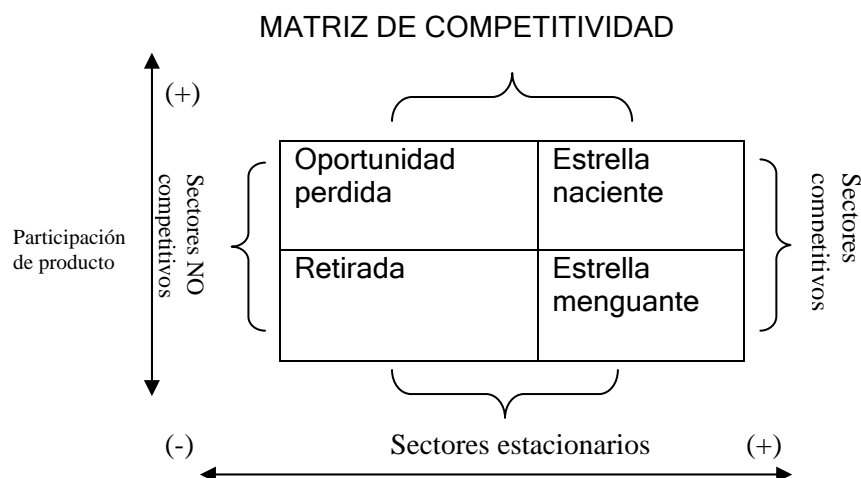 MATRIZ DE COMPETITIVIDAD
(+)
Oportunidad
perdida
Estrella
naciente
Sectores NO
competitivos
Sectores
competitivos
Participación
de producto
Retirada
Estrella
menguante
(-)
Sectores estacionarios
(+)